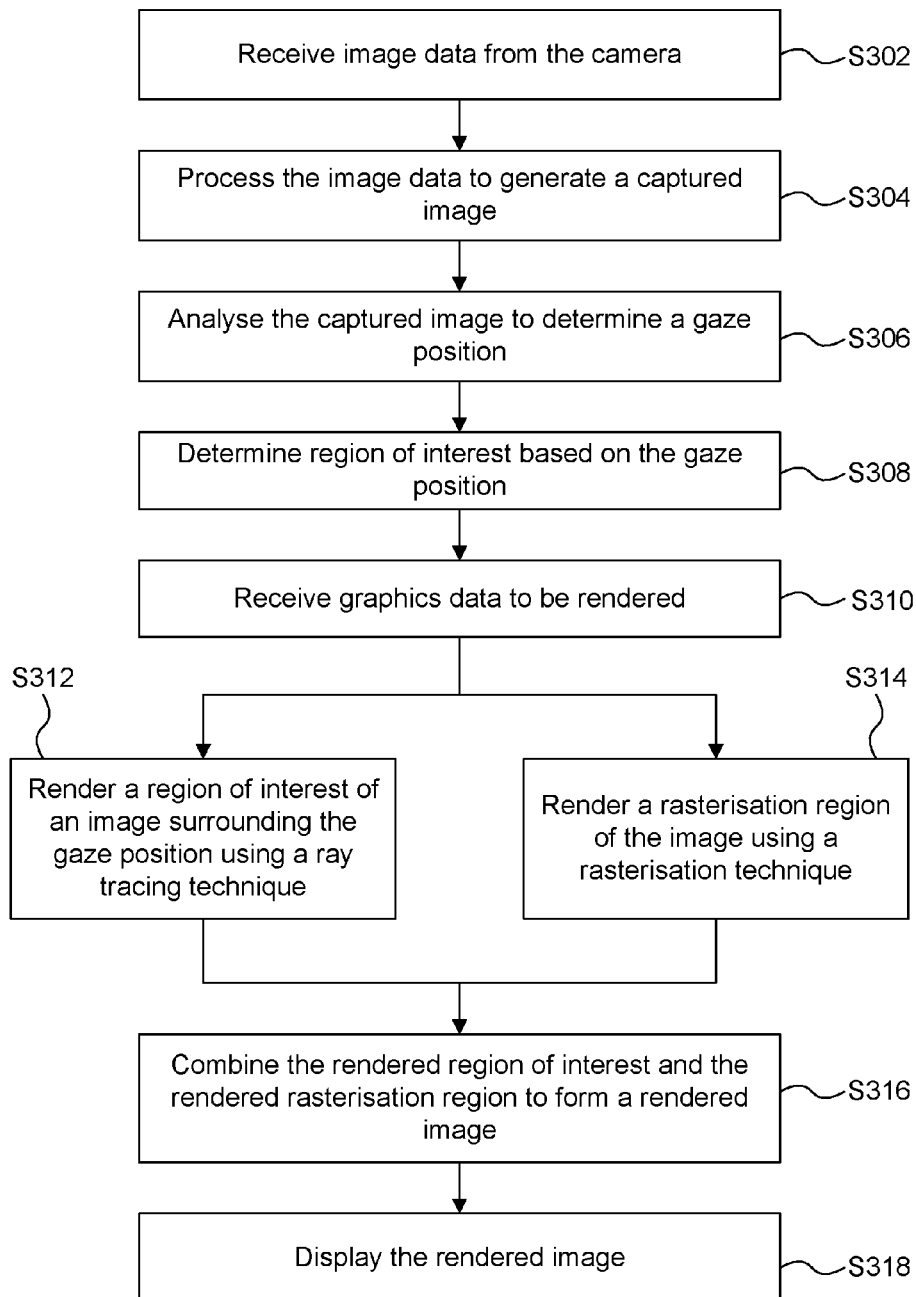 Receive image data from the camera
S302
Process the image data to generate a captured
image
S304
Analyse the captured image to determine a gaze
position
S306
Determine region of interest based on the gaze
position
S308
Receive graphics data to be rendered
S310
S312
Render a region of interest of
an image surrounding the
gaze position using a ray
tracing technique
S314
Render a rasterisation region
of the image using a
rasterisation technique
Combine the rendered region of interest and the
rendered rasterisation region to form a rendered
image
S316
Display the rendered image
S318